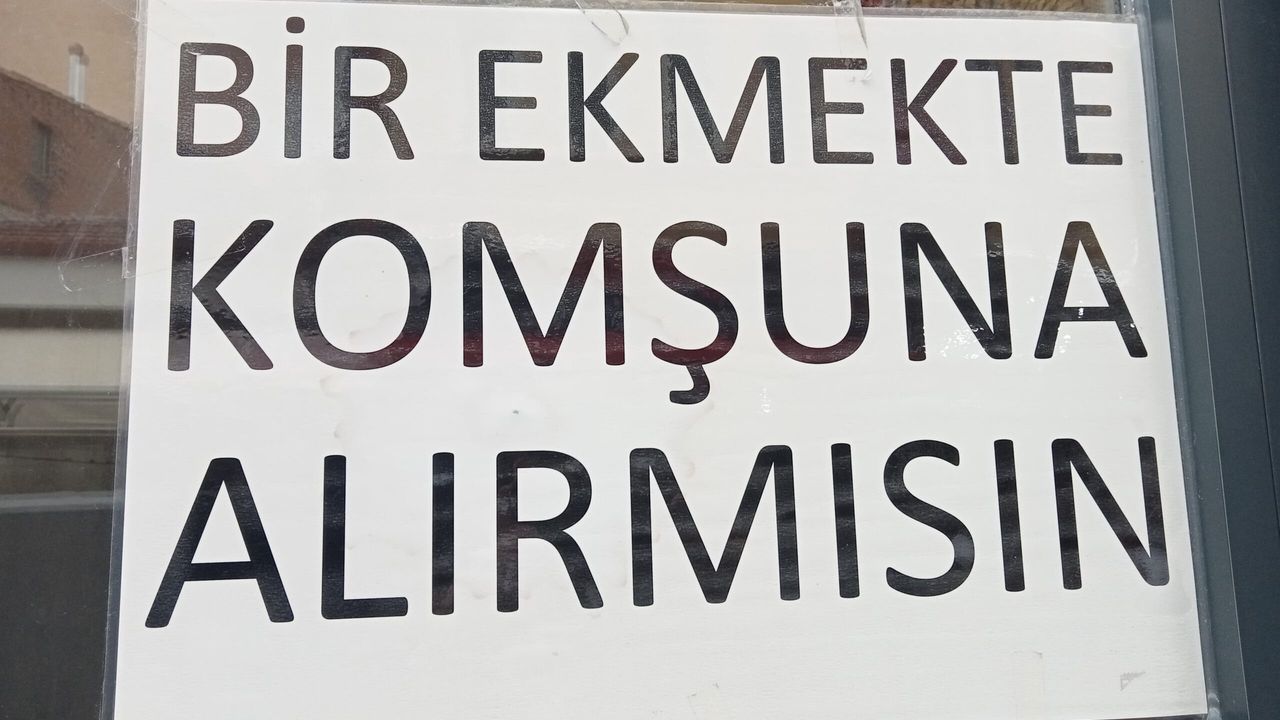 BİR EKMEKTE
KOMŞUNA
ALIRMISIN